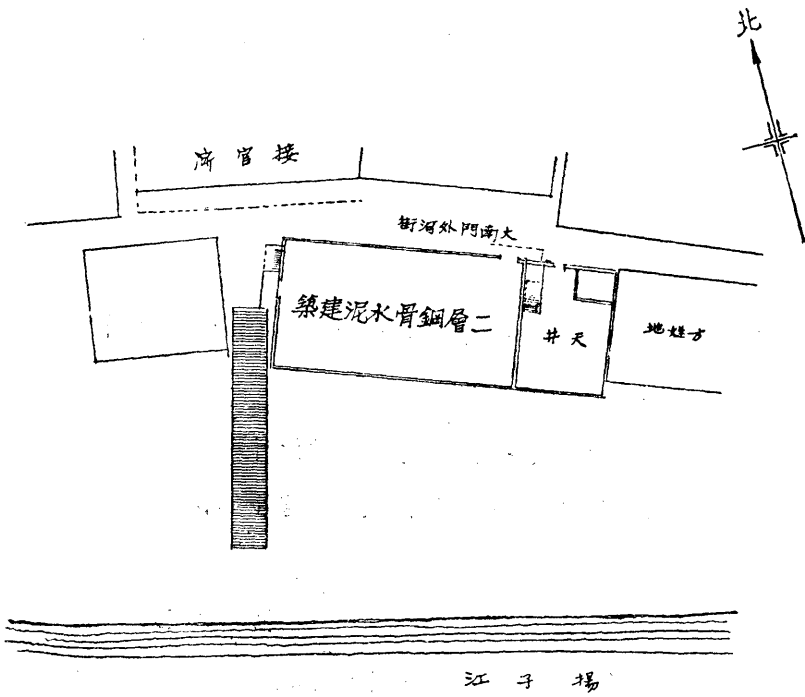 北
接官㕔
大南門外河街
二層鋼骨水泥建築
天井
方姓地
揚子江